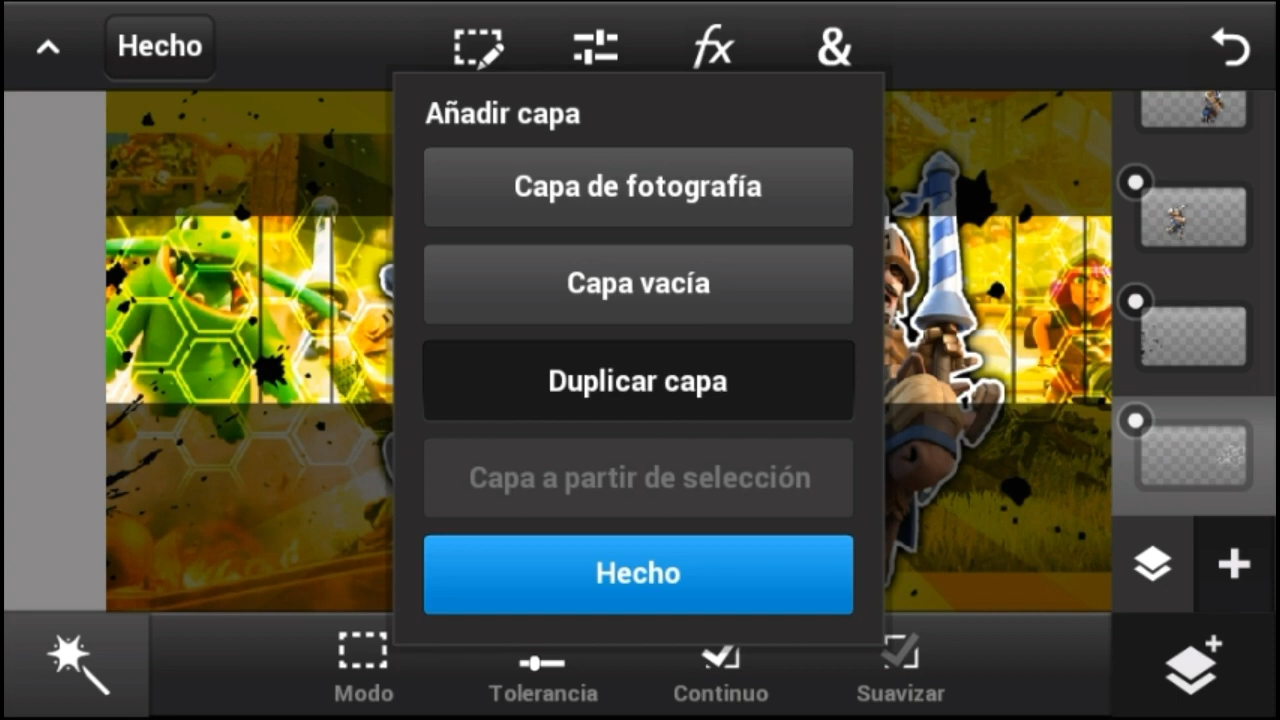 Hecho
fx
&
Añadir capa
Capa de fotografía
Capa vacía
Duplicar capa
Capa a partir de selección
Hecho
Modo
Tolerancia
Continuo
Suavizar